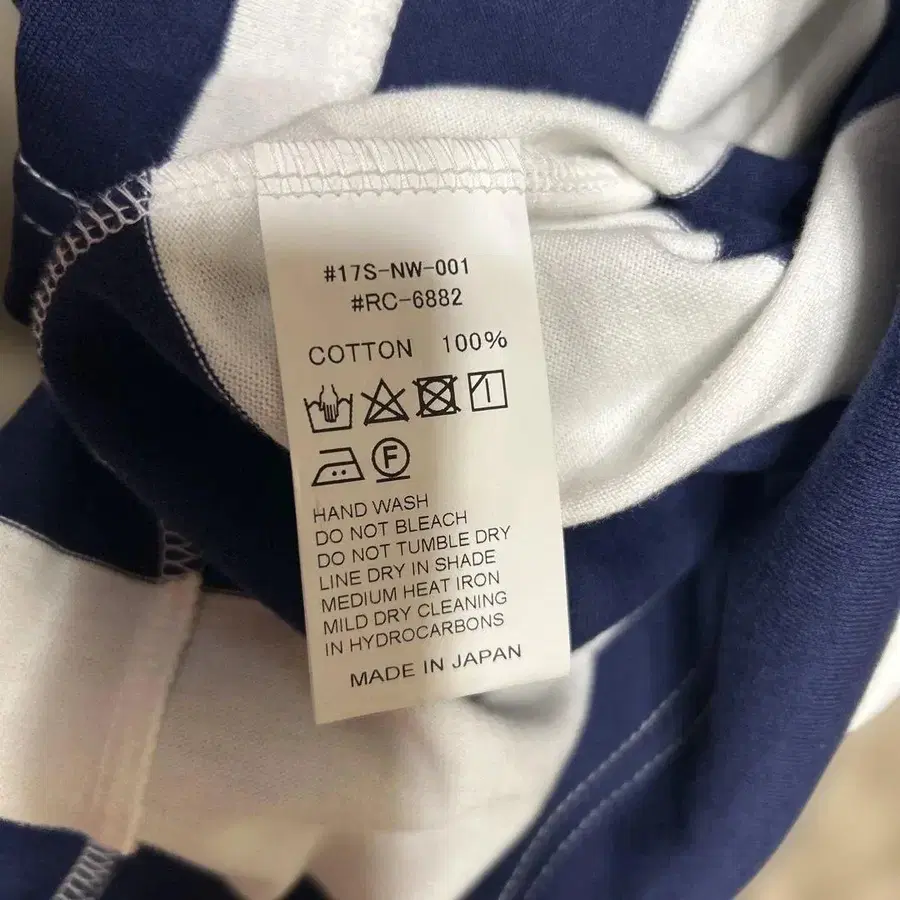 #17S-NW-001
#RC-6882
COTTON 100%
F
HAND WASH
DO NOT BLEACH
DO NOT TUMBLE DRY
LINE DRY IN SHADE
MEDIUM HEAT IRON
MILD DRY CLEANING
IN HYDROCARBONS
MADE IN JAPAN